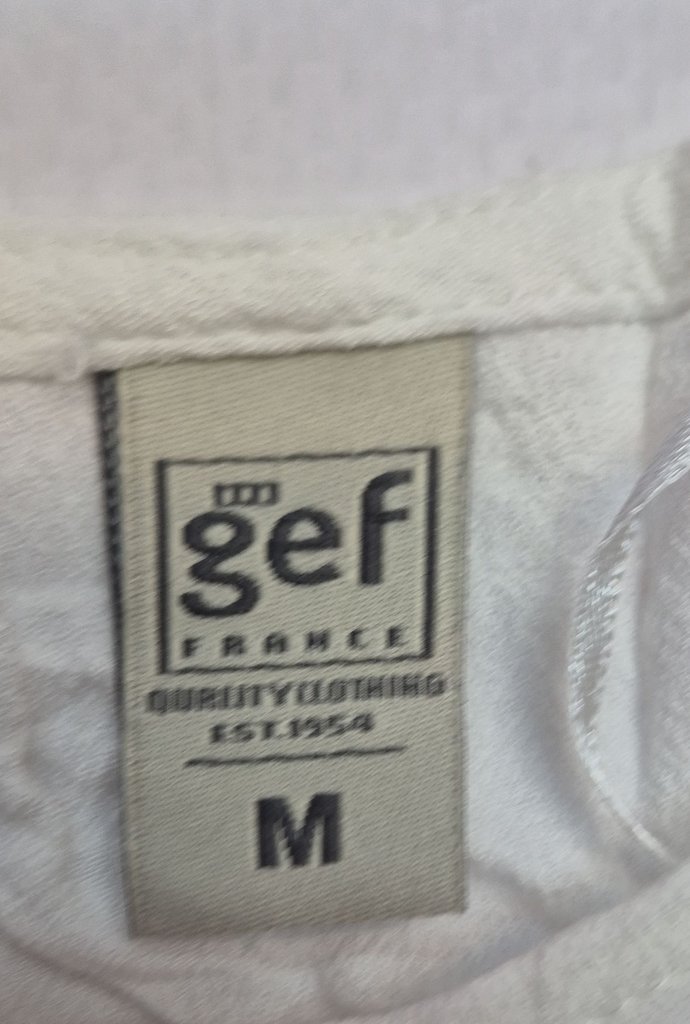 gef
FRANCE
QUALITY CLOTHING
EST.1954
M